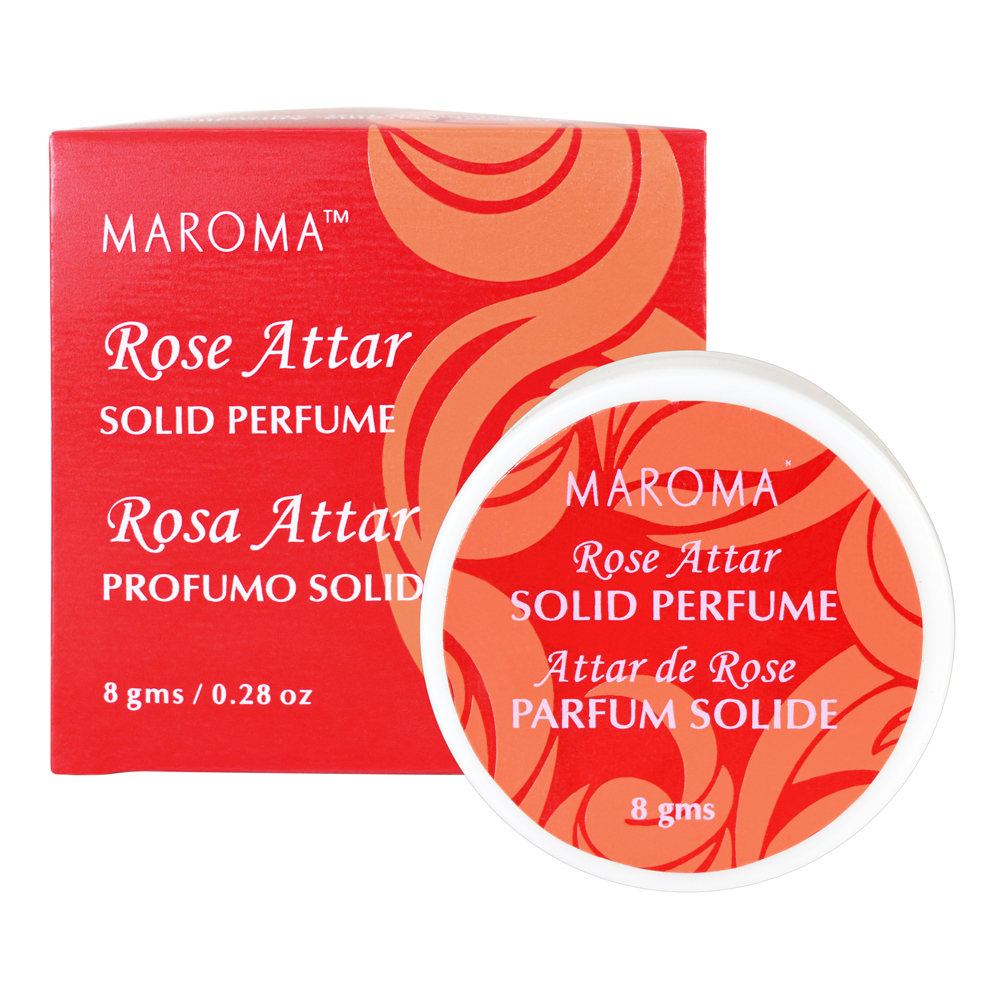 MAROMA™
Rose Attar
SOLID PERFUME
Rosa Attar
PROFUMO SOLID
8 gms / 0.28 oz
MAROMA
Rose Attar
SOLID PERFUME
Attar de Rose
PARFUM SOLIDE
8 gms